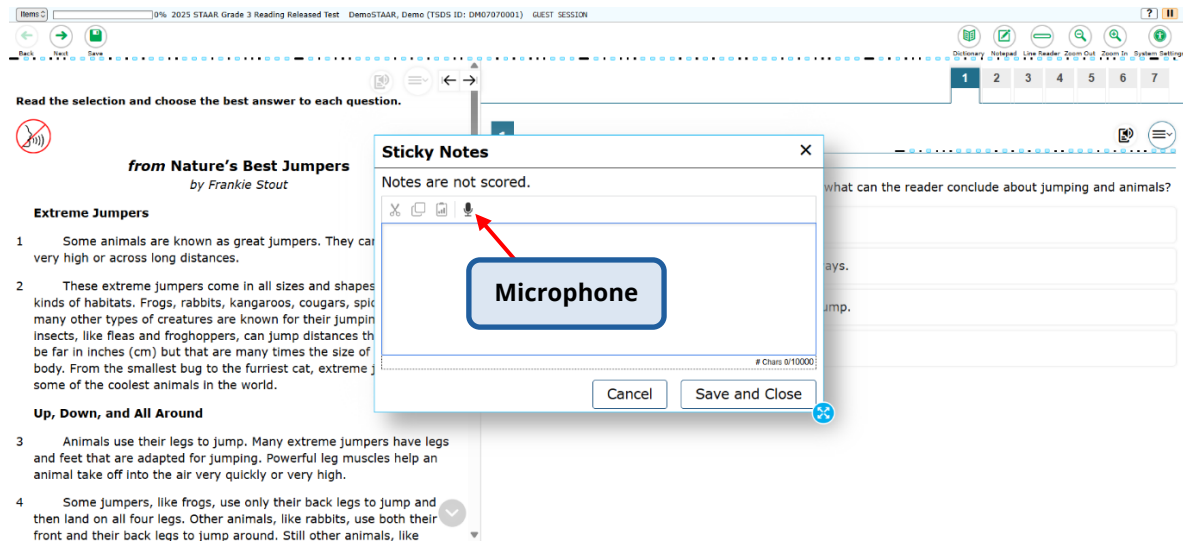 Items 0% 2025 STAAR Grade 3 Reading Released Test DemoSTAAR, Demo (TSDS ID: DM07070001) GUEST SESSION ?
Back Next Save Dictionary Notepad Line Reader Zoom Out Zoom In System Setting
1 2 3 4 5 6 7
Read the selection and choose the best answer to each question.
from Nature's Best Jumpers
by Frankie Stout
Extreme Jumpers
1 Some animals are known as great jumpers. They ca
very high or across long distances.
2 These extreme jumpers come in all sizes and shapes
kinds of habitats. Frogs, rabbits, kangaroos, cougars, spi
many other types of creatures are known for their jumpin
insects, like fleas and froghoppers, can jump distances th
be far in inches (cm) but that are many times the size of
body. From the smallest bug to the furriest cat, extreme j
some of the coolest animals in the world.
Up, Down, and All Around
3 Animals use their legs to jump. Many extreme jumpers have legs
and feet that are adapted for jumping. Powerful leg muscles help an
animal take off into the air very quickly or very high.
4 Some jumpers, like frogs, use only their back legs to jump and
then land on all four legs. Other animals, like rabbits, use both their
front and their back legs to jump around. Still other animals, like
Sticky Notes
Notes are not scored.
Microphone
# Chars 0/10000
Cancel Save and Close
what can the reader conclude about jumping and animals?
ays.
ump.